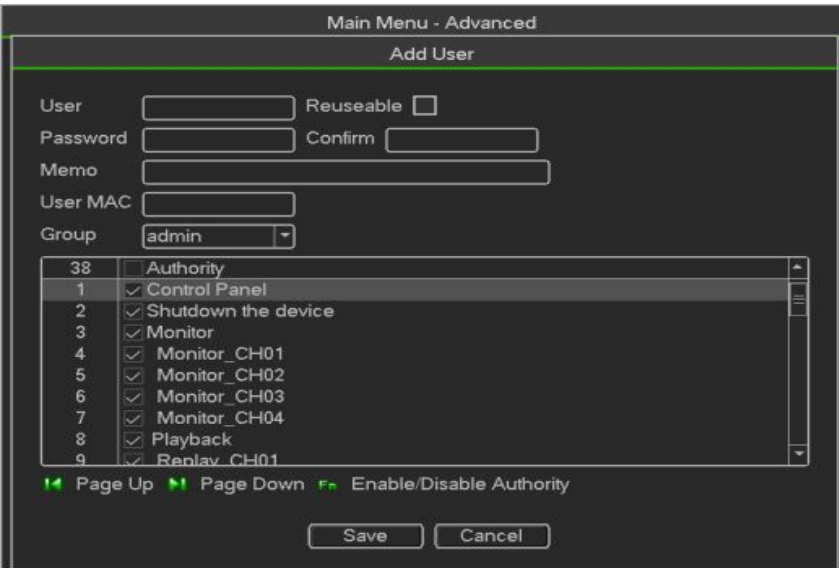 Main Menu - Advanced
Add User
User Reuseable
Password Confirm
Memo
User MAC
Group admin
38 Authority
1 Control Panel
2 Shutdown the device
3 Monitor
4 Monitor_CH01
5 Monitor_CH02
6 Monitor_CH03
7 Monitor_CH04
8 Playback
9 Replay_CH01
Page Up Page Down Fn Enable/Disable Authority
Save Cancel